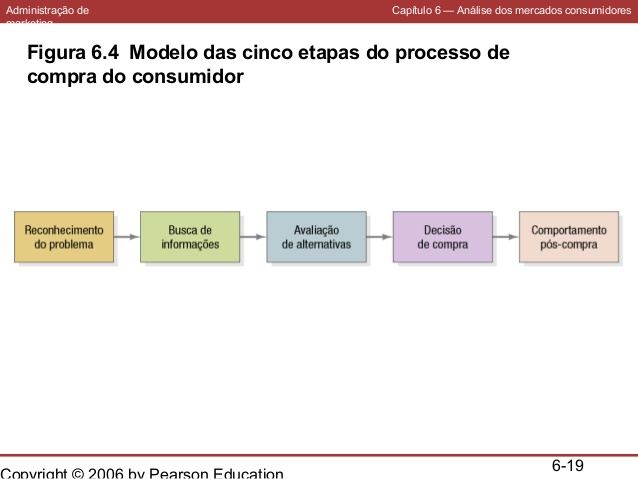 Administração de
marketing
Capítulo 6 — Análise dos mercados consumidores
Figura 6.4 Modelo das cinco etapas do processo de
compra do consumidor
Reconhecimento
do problema
Busca de
informações
Avaliação
de alternativas
Decisão
de compra
Comportamento
pós-compra
6-19
Copyright © 2006 by Pearson Education